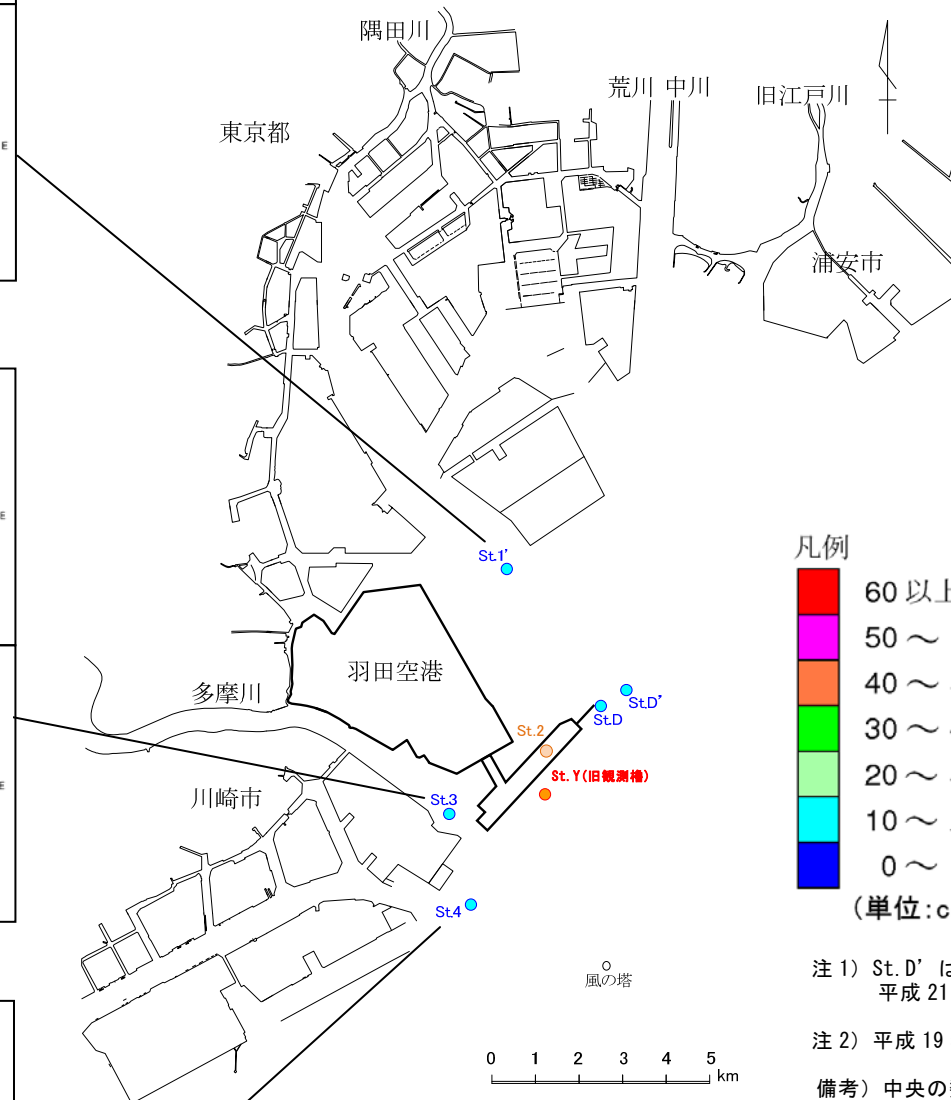 隅田川
荒川 中川
旧江戸川
東京都
E
浦安市
E
凡例
St.1’
60 以上
50 ～
羽田空港
40 ～
多摩川
St.D’
St.D
30 ～
St.2
St.Y(旧観測櫓)
20 ～
E
川崎市
St.3
10 ～
0 ～
St.4
(単位:c
注 1) St.D’ は
平成 21
風の塔
注 2) 平成 19
0 1 2 3 4 5
km
備考) 中央の